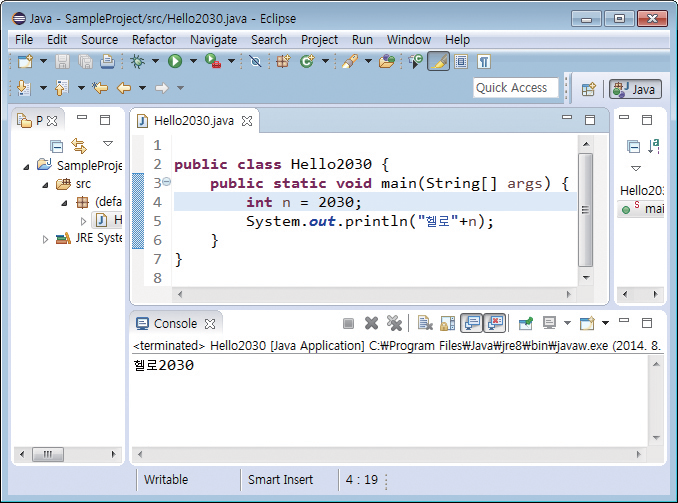 Java - SampleProject/src/Hello2030.java - Eclipse
File Edit Source Refactor Navigate Search Project Run Window Help
Quick Access
Java
P
Hello2030.java
SampleProje
src
(defa
H
JRE System
1
2 public class Hello2030 {
3 public static void main(String[] args) {
4 int n = 2030;
5 System.out.println("헬로"+n);
6 }
7 }
8
Hello203
S mai
Console
<terminated> Hello2030 [Java Application] C:₩Program Files₩Java₩jre8₩bin₩javaw.exe (2014. 8.
헬로2030
Writable
Smart Insert
4 : 19